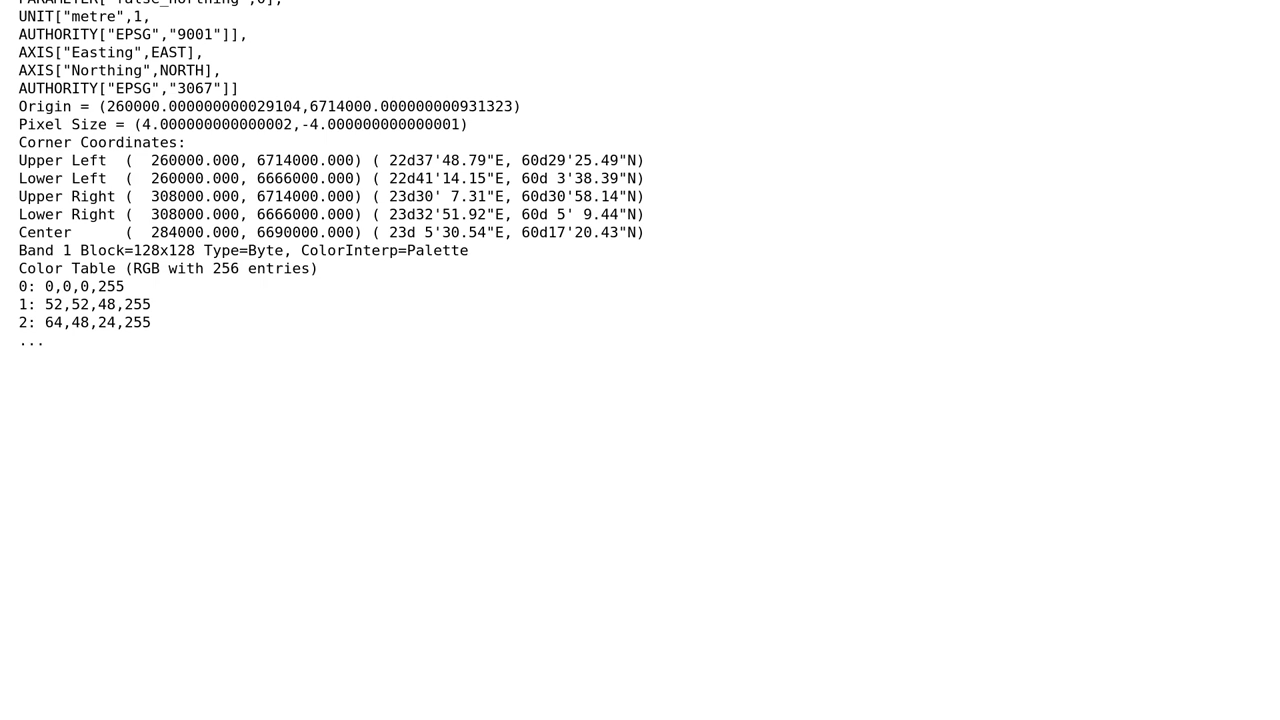 PARAMETER["false_northing",0],
UNIT["metre",1,
AUTHORITY["EPSG","9001"]],
AXIS["Easting",EAST],
AXIS["Northing",NORTH],
AUTHORITY["EPSG","3067"]]
Origin = (260000.000000000029104,6714000.000000000931323)
Pixel Size = (4.000000000000002,-4.000000000000001)
Corner Coordinates:
Upper Left  (  260000.000, 6714000.000) ( 22d37'48.79"E, 60d29'25.49"N)
Lower Left  (  260000.000, 6666000.000) ( 22d41'14.15"E, 60d 3'38.39"N)
Upper Right (  308000.000, 6714000.000) ( 23d30' 7.31"E, 60d30'58.14"N)
Lower Right (  308000.000, 6666000.000) ( 23d32'51.92"E, 60d 5' 9.44"N)
Center      (  284000.000, 6690000.000) ( 23d 5'30.54"E, 60d17'20.43"N)
Band 1 Block=128x128 Type=Byte, ColorInterp=Palette
Color Table (RGB with 256 entries)
0: 0,0,0,255
1: 52,52,48,255
2: 64,48,24,255
...